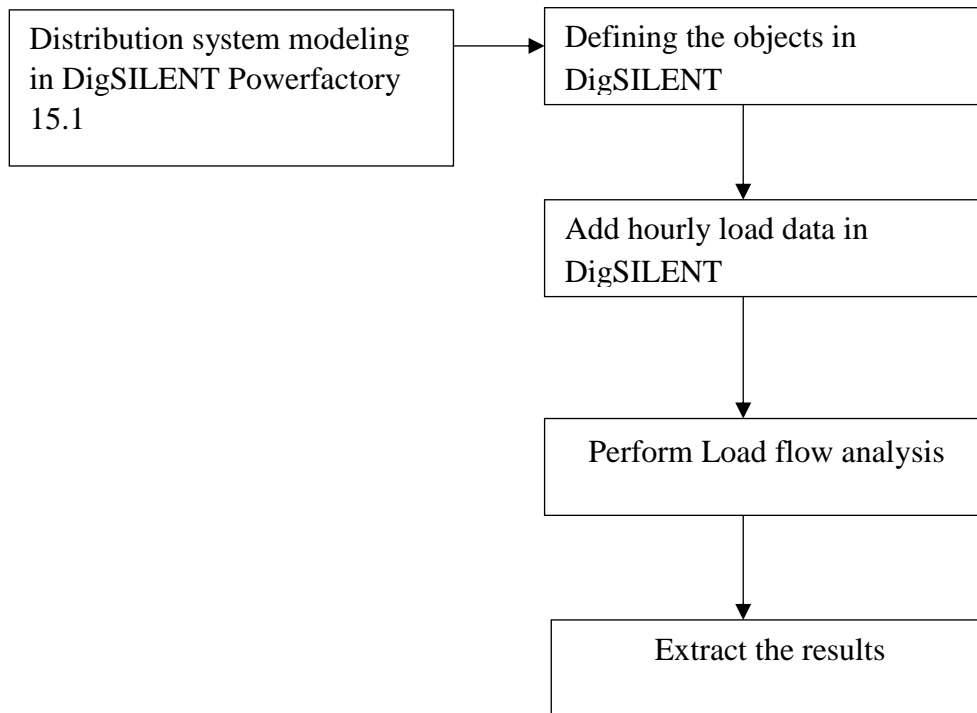 Distribution system modeling
in DigSILENT Powerfactory
15.1
Defining the objects in
DigSILENT
Add hourly load data in
DigSILENT
Perform Load flow analysis
Extract the results